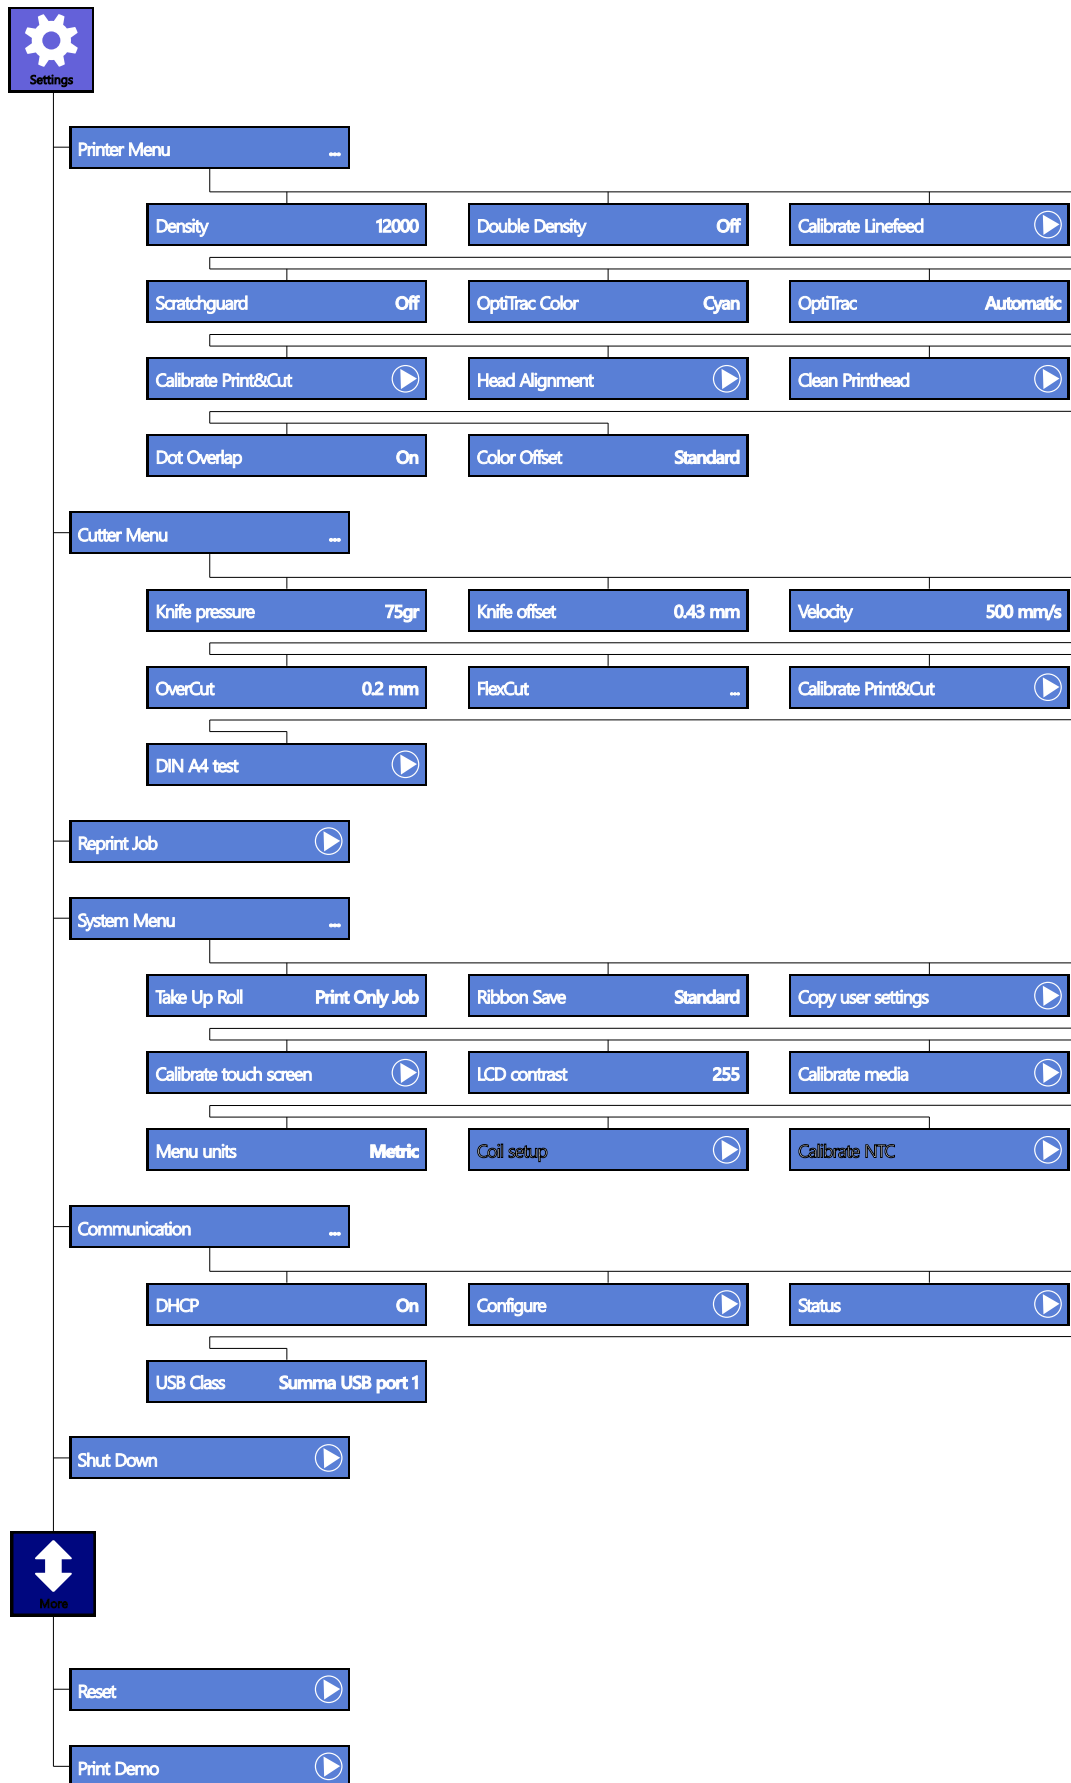 Settings
Printer Menu ...
Density 12000 Double Density Off Calibrate Linefeed
Scratchguard Off OptiTrac Color Cyan OptiTrac Automatic
Calibrate Print&Cut Head Alignment Clean Printhead
Dot Overlap On Color Offset Standard
Cutter Menu ...
Knife pressure 75gr Knife offset 0.43 mm Velocity 500 mm/s
OverCut 0.2 mm FlexCut ... Calibrate Print&Cut
DIN A4 test
Reprint Job
System Menu ...
Take Up Roll Print Only Job Ribbon Save Standard Copy user settings
Calibrate touch screen LCD contrast 255 Calibrate media
Menu units Metric Coil setup Calibrate NTC
Communication ...
DHCP On Configure Status
USB Class Summa USB port 1
Shut Down
More
Reset
Print Demo